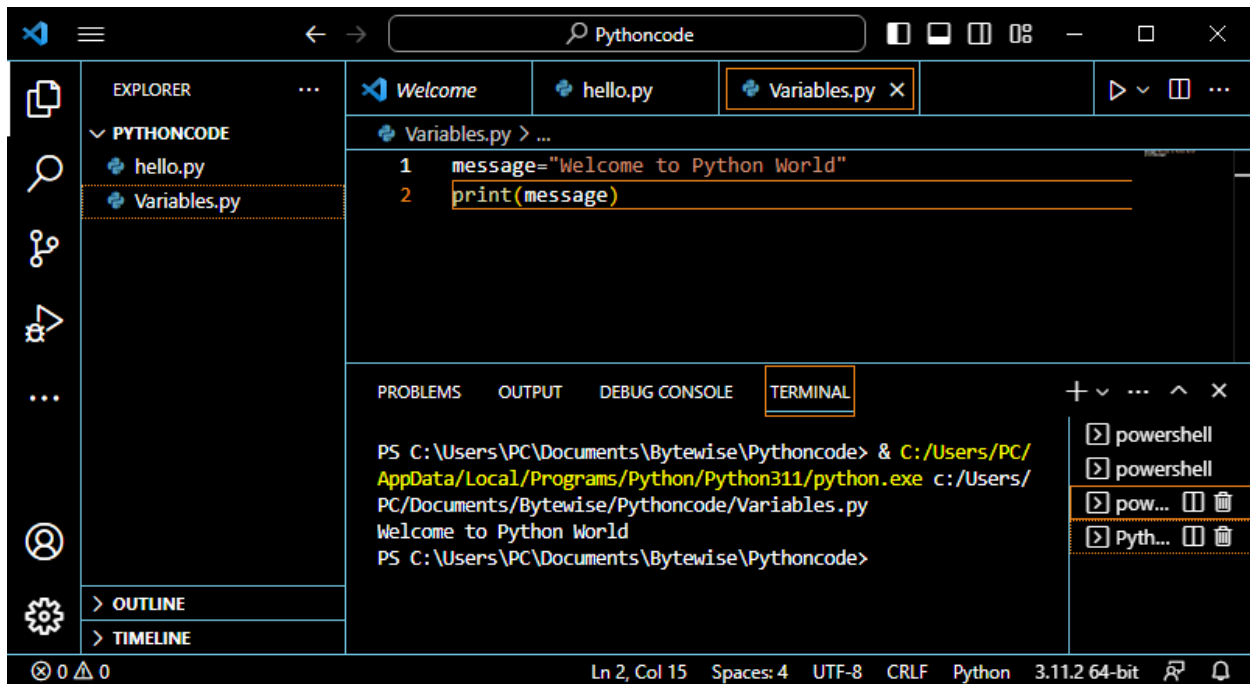 Pythoncode
EXPLORER
PYTHONCODE
hello.py
Variables.py
OUTLINE
TIMELINE
Welcome
hello.py
Variables.py
Variables.py > ...
1 message="Welcome to Python World"
2 print(message)
PROBLEMS OUTPUT DEBUG CONSOLE TERMINAL
PS C:\Users\PC\Documents\Bytewise\Pythoncode> & C:/Users/PC/
AppData/Local/Programs/Python/Python311/python.exe c:/Users/
PC/Documents/Bytewise/Pythoncode/Variables.py
Welcome to Python World
PS C:\Users\PC\Documents\Bytewise\Pythoncode>
powershell
powershell
pow...
Pyth...
0 0
Ln 2, Col 15 Spaces: 4 UTF-8 CRLF Python 3.11.2 64-bit